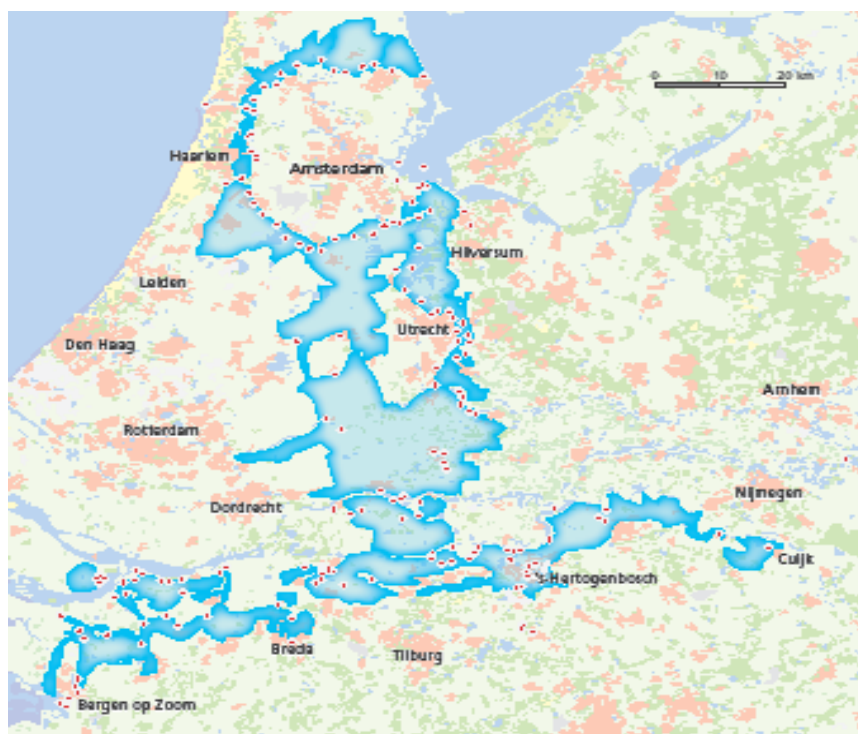 0 10 20 km
Haarlem
Amsterdam
Hilversum
Leiden
Utrecht
Den Haag
Arnhem
Rotterdam
Nijmegen
Dordrecht
Cuijk
's-Hertogenbosch
Breda
Tilburg
Bergen op Zoom